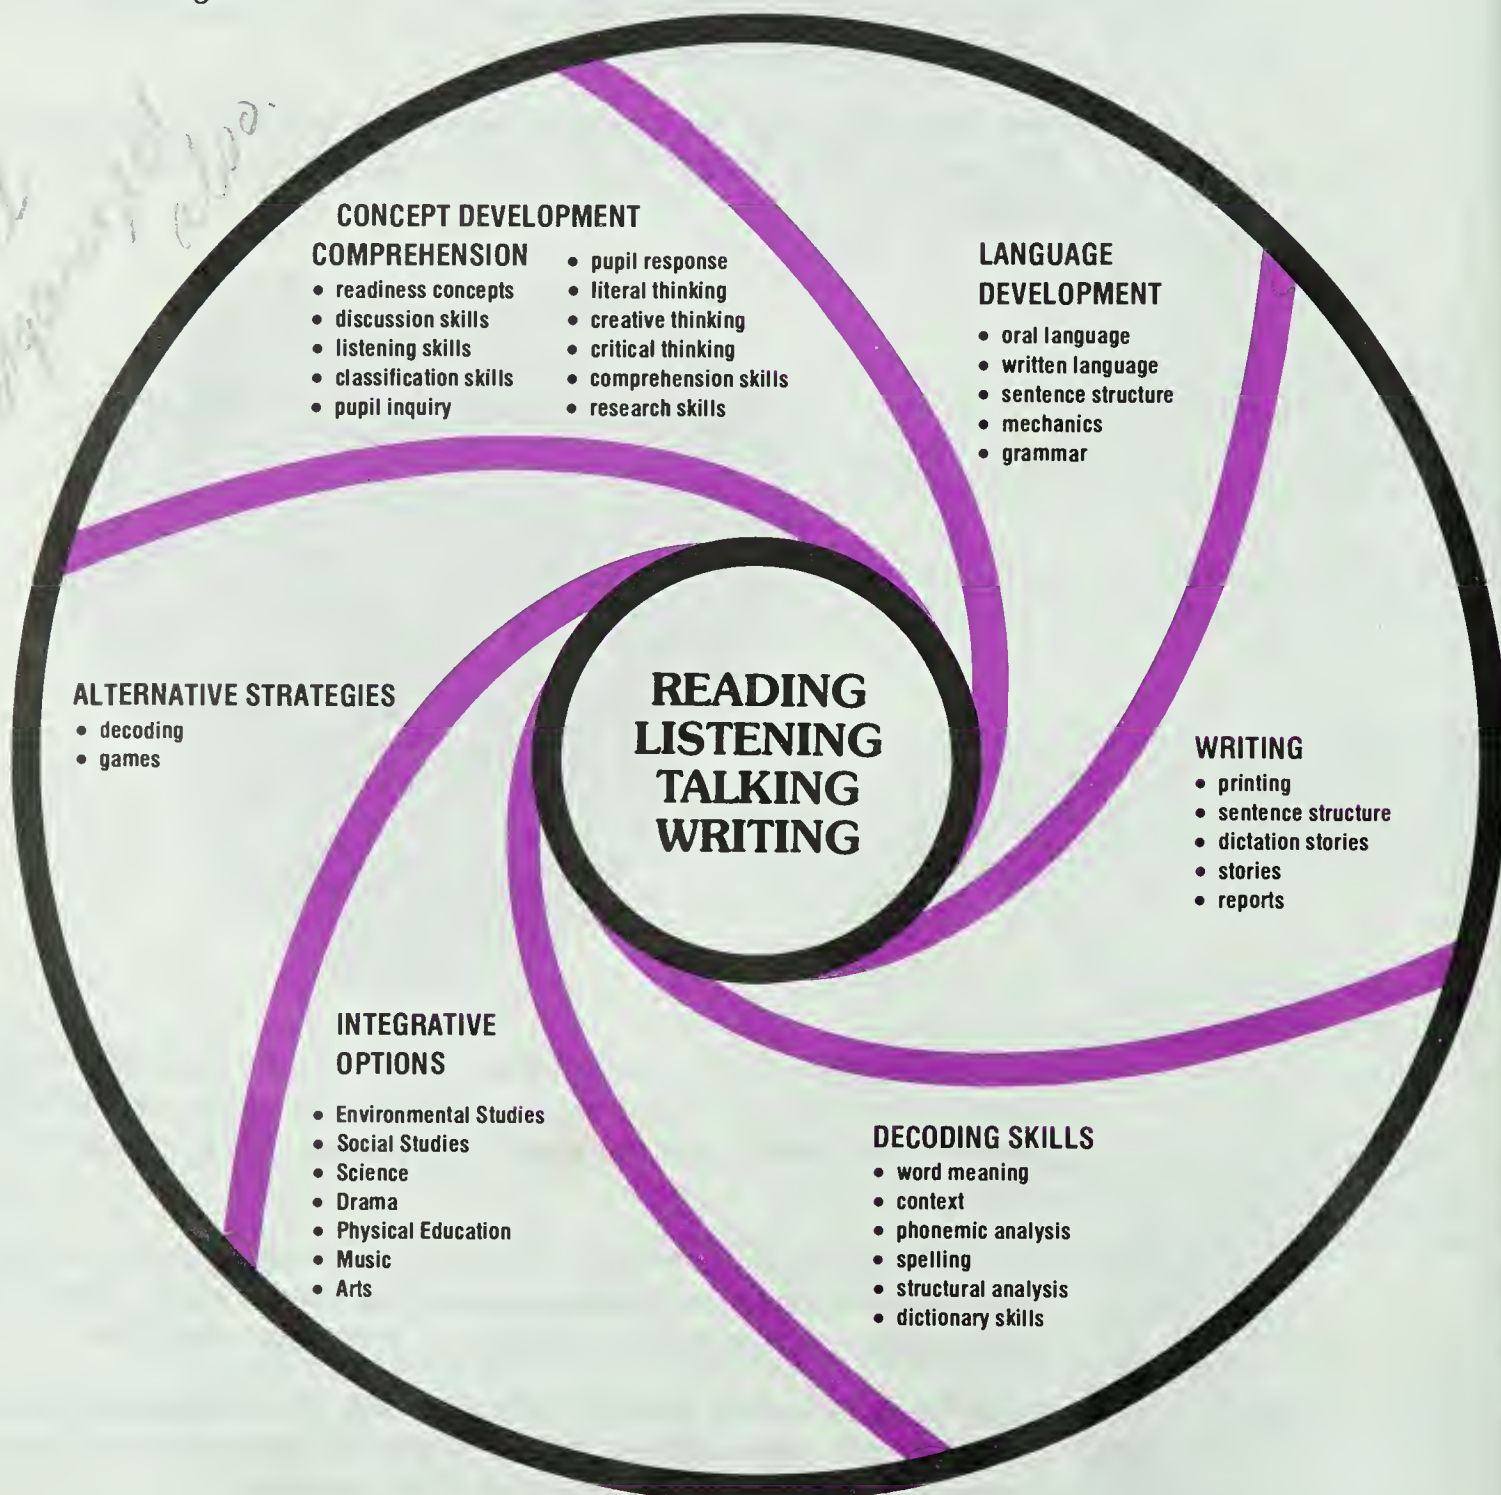 CONCEPT DEVELOPMENT
COMPREHENSION
• readiness concepts
• discussion skills
• listening skills
• classification skills
• pupil inquiry
• pupil response
• literal thinking
• creative thinking
• critical thinking
• comprehension skills
• research skills
LANGUAGE
DEVELOPMENT
• oral language
• written language
• sentence structure
• mechanics
• grammar
ALTERNATIVE STRATEGIES
• decoding
• games
READING
LISTENING
TALKING
WRITING
WRITING
• printing
• sentence structure
• dictation stories
• stories
• reports
INTEGRATIVE
OPTIONS
• Environmental Studies
• Social Studies
• Science
• Drama
• Physical Education
• Music
• Arts
DECODING SKILLS
• word meaning
• context
• phonemic analysis
• spelling
• structural analysis
• dictionary skills